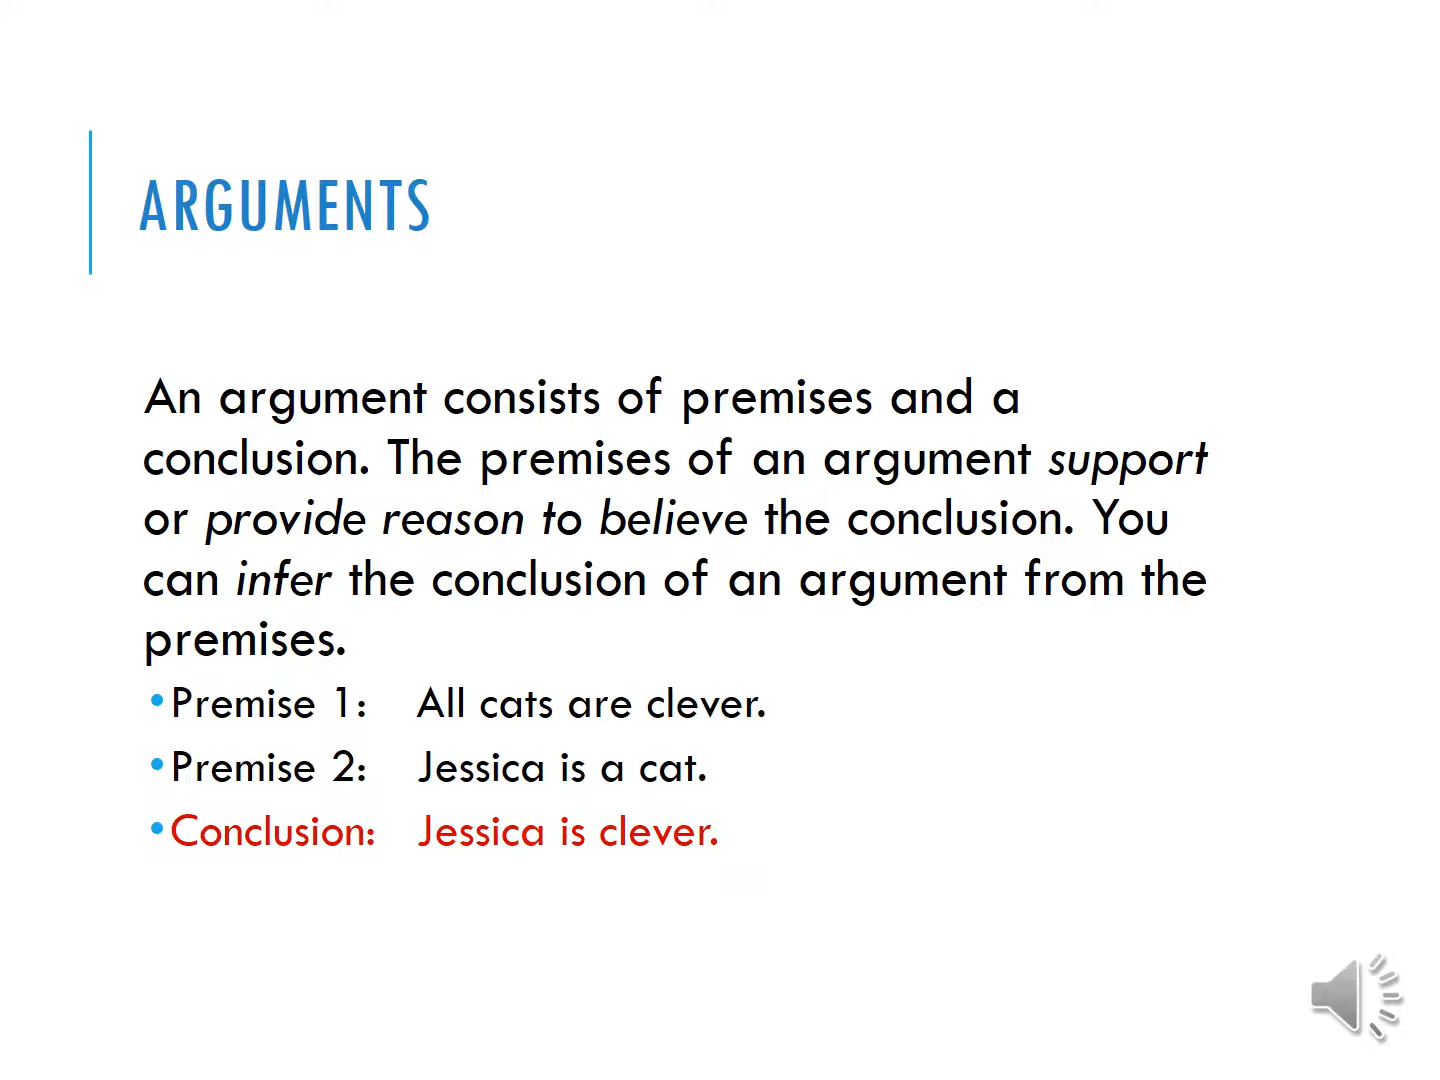 ARGUMENTS
An argument consists of premises and a
conclusion. The premises of an argument support
or provide reason to believe the conclusion. You
can infer the conclusion of an argument from the
premises.
•Premise 1: All cats are clever.
•Premise 2: Jessica is a cat.
•Conclusion: Jessica is clever.